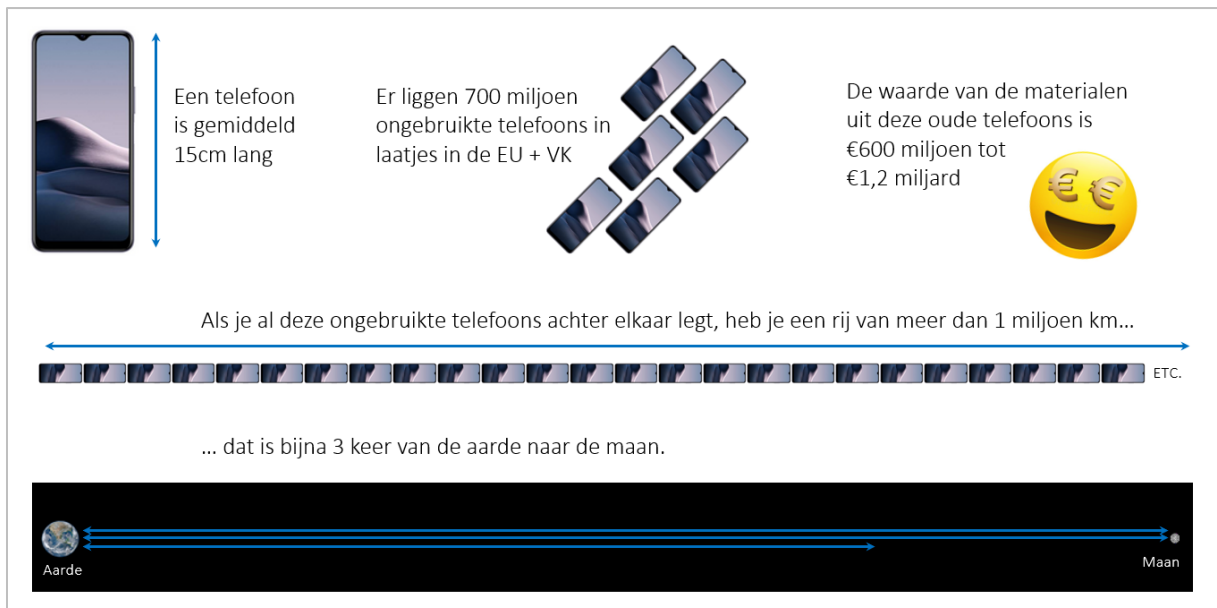 Een telefoon
is gemiddeld
15cm lang
Er liggen 700 miljoen
ongebruikte telefoons in
laatjes in de EU + VK
De waarde van de materialen
uit deze oude telefoons is
€600 miljoen tot
€1,2 miljard
€ €
Als je al deze ongebruikte telefoons achter elkaar legt, heb je een rij van meer dan 1 miljoen km...
ETC.
... dat is bijna 3 keer van de aarde naar de maan.
Aarde
Maan